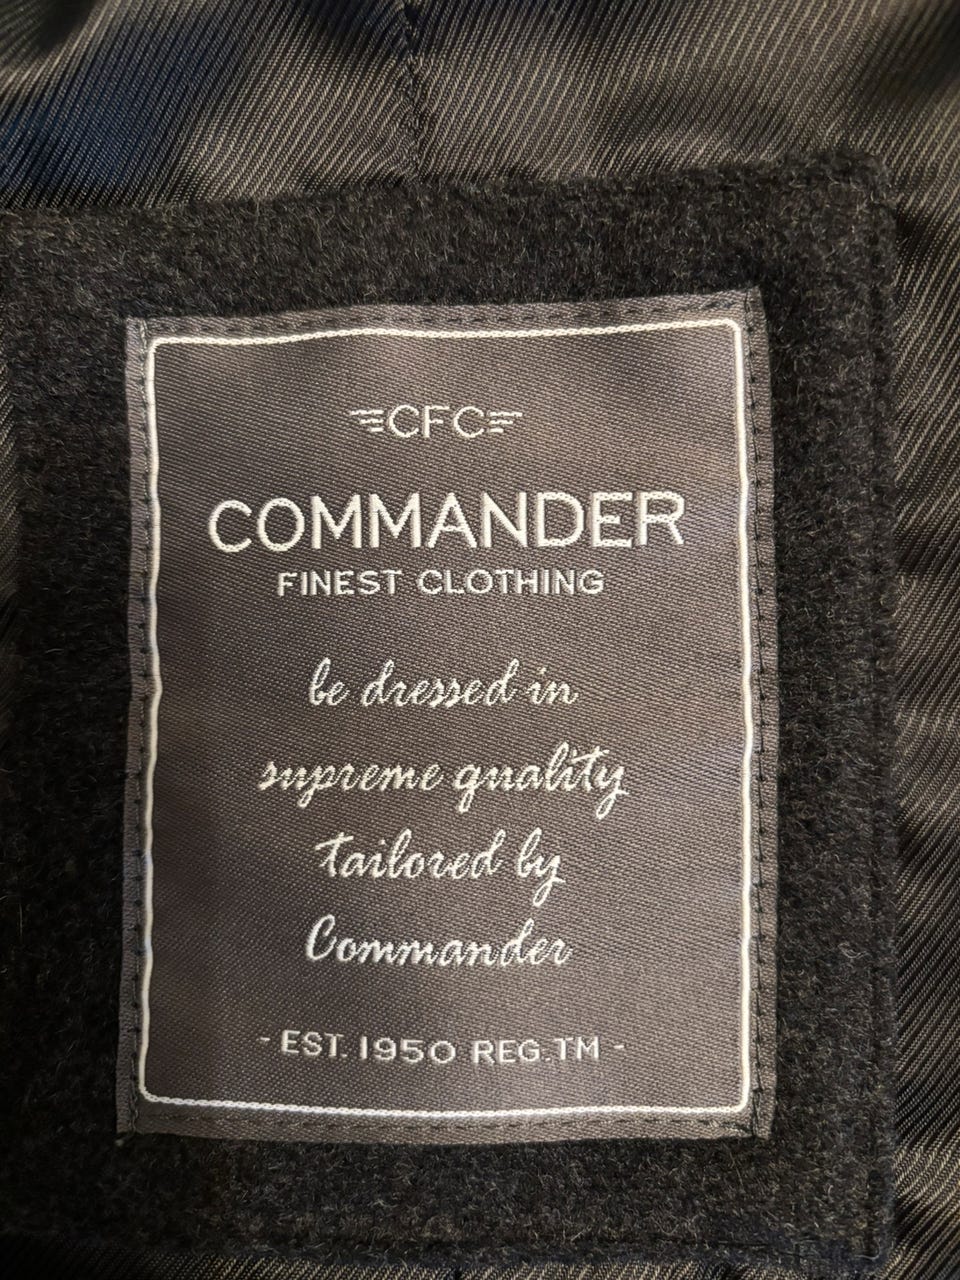 CFC
COMMANDER
FINEST CLOTHING
be dressed in
supreme quality
tailored by
Commander
- EST. 1950 REG.TM -